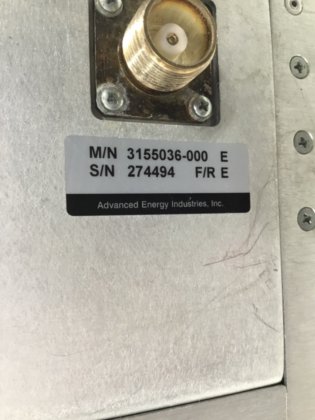 M/N 3155036-000 E
S/N 274494 F/R E
Advanced Energy Industries, Inc.